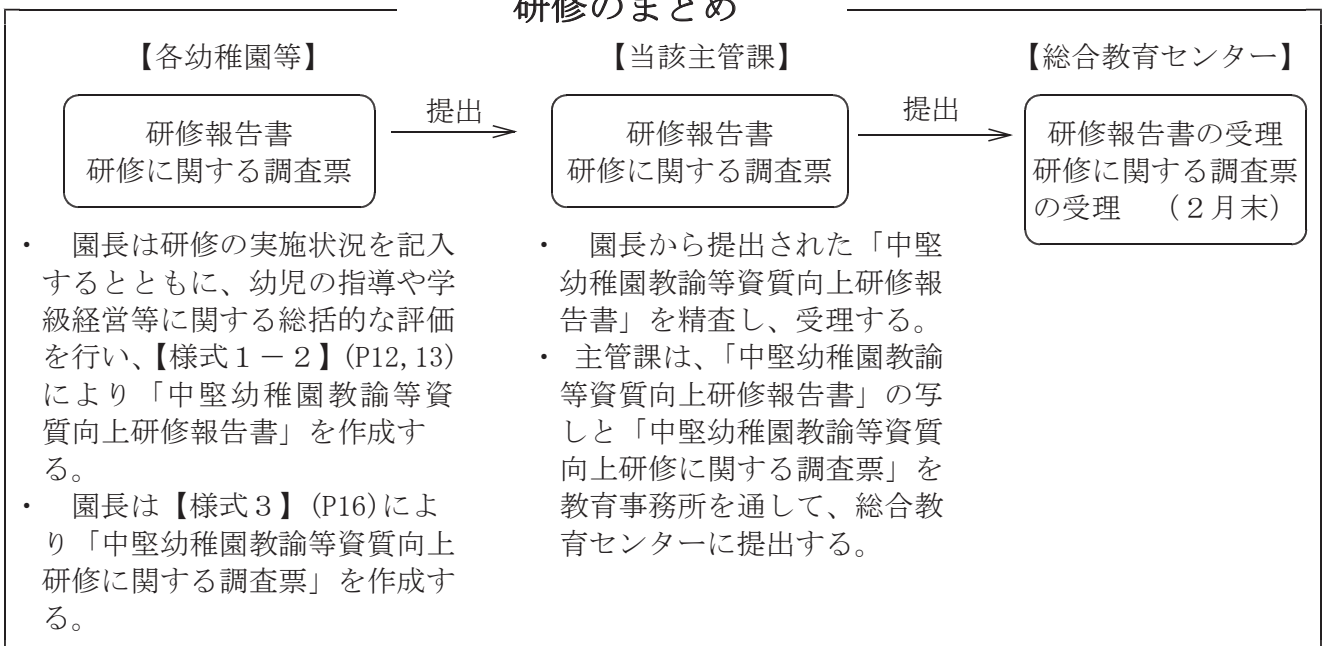 研修のまとめ
【各幼稚園等】
提出
研修報告書
研修に関する調査票
・ 園長は研修の実施状況を記入
するとともに、幼児の指導や学
級経営等に関する総括的な評価
を行い、【様式１－２】(P12,13)
により「中堅幼稚園教諭等資
質向上研修報告書」を作成す
る。
・ 園長は【様式３】(P16)によ
り「中堅幼稚園教諭等資質向上
研修に関する調査票」を作成す
る。
【当該主管課】
提出
研修報告書
研修に関する調査票
・ 園長から提出された「中堅
幼稚園教諭等資質向上研修報
告書」を精査し、受理する。
・ 主管課は、「中堅幼稚園教諭
等資質向上研修報告書」の写
しと「中堅幼稚園教諭等資質
向上研修に関する調査票」を
教育事務所を通して、総合教
育センターに提出する。
【総合教育センター】
研修報告書の受理
研修に関する調査票
の受理 （２月末）